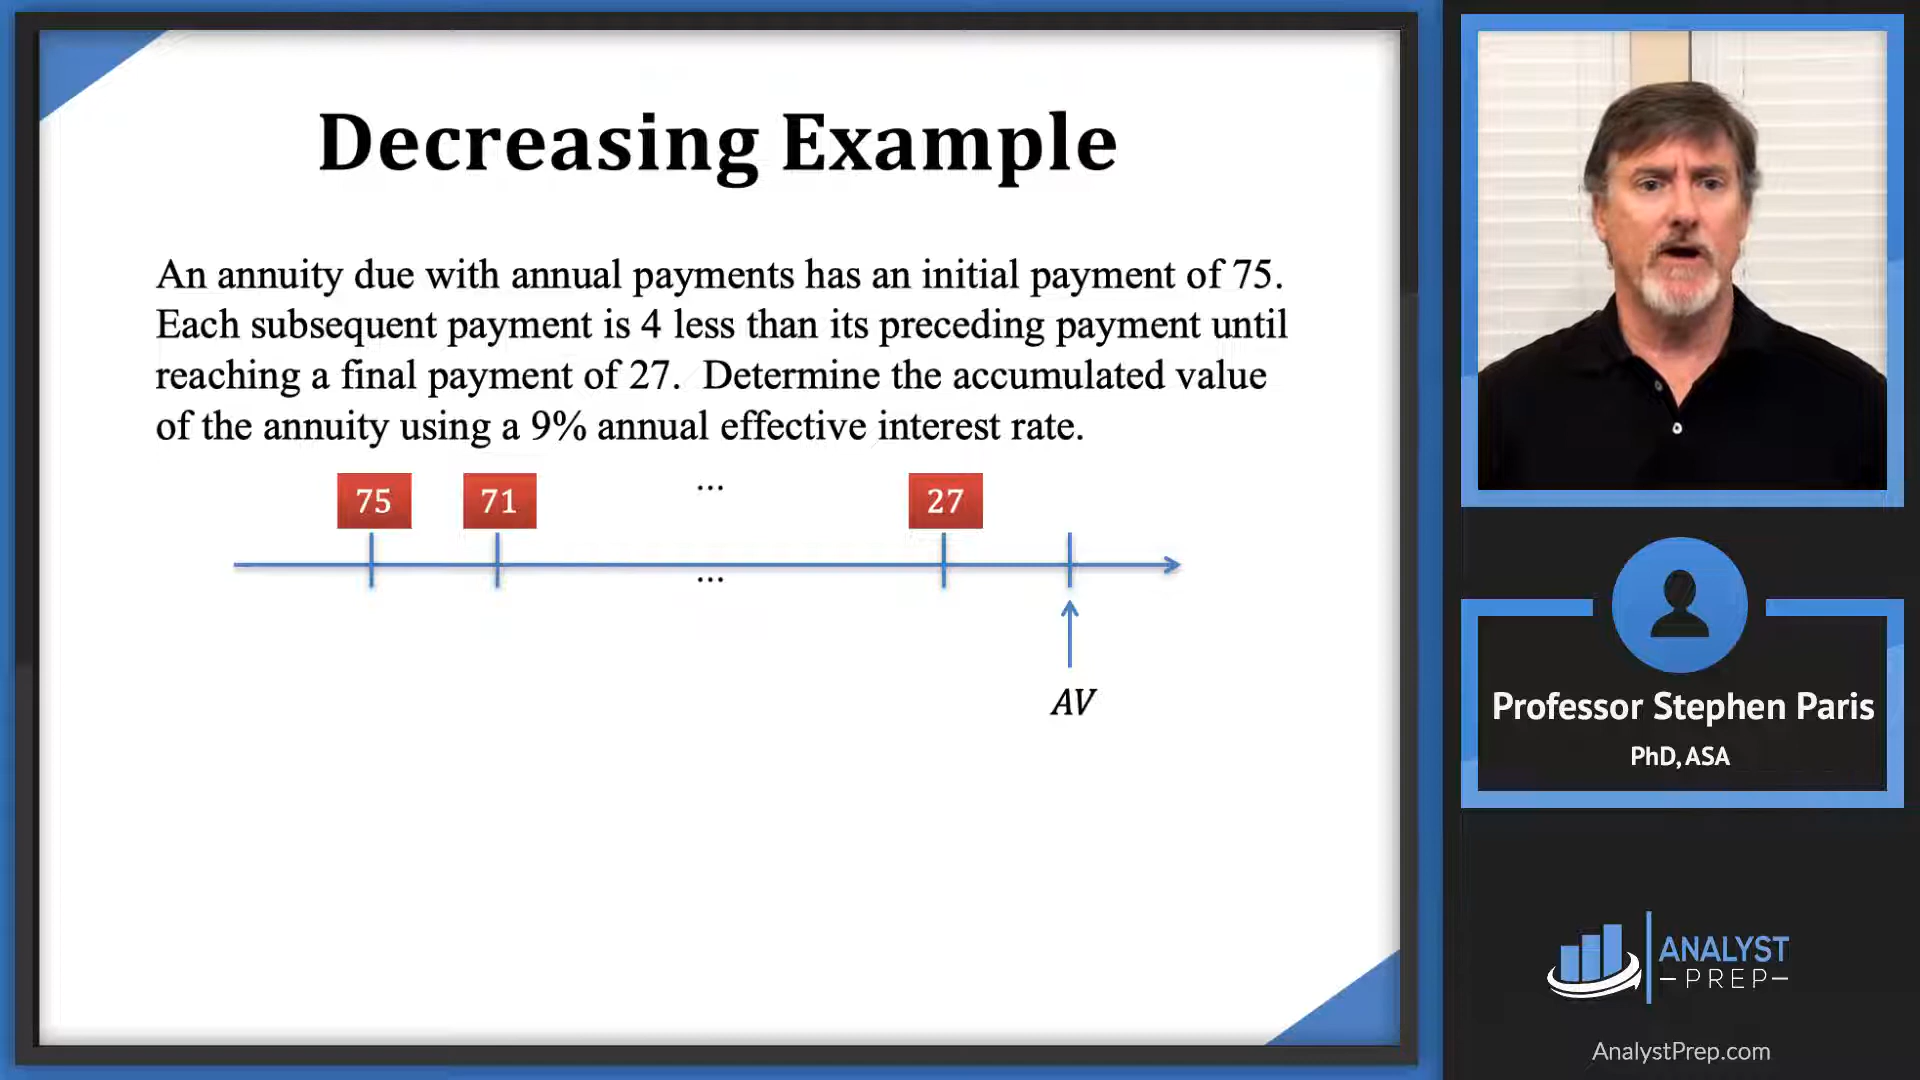 Decreasing Example
An annuity due with annual payments has an initial payment of 75.
Each subsequent payment is 4 less than its preceding payment until
reaching a final payment of 27. Determine the accumulated value
of the annuity using a 9% annual effective interest rate.
75 71 ... 27
...
AV
Professor Stephen Paris
PhD, ASA
ANALYST
PREP
AnalystPrep.com